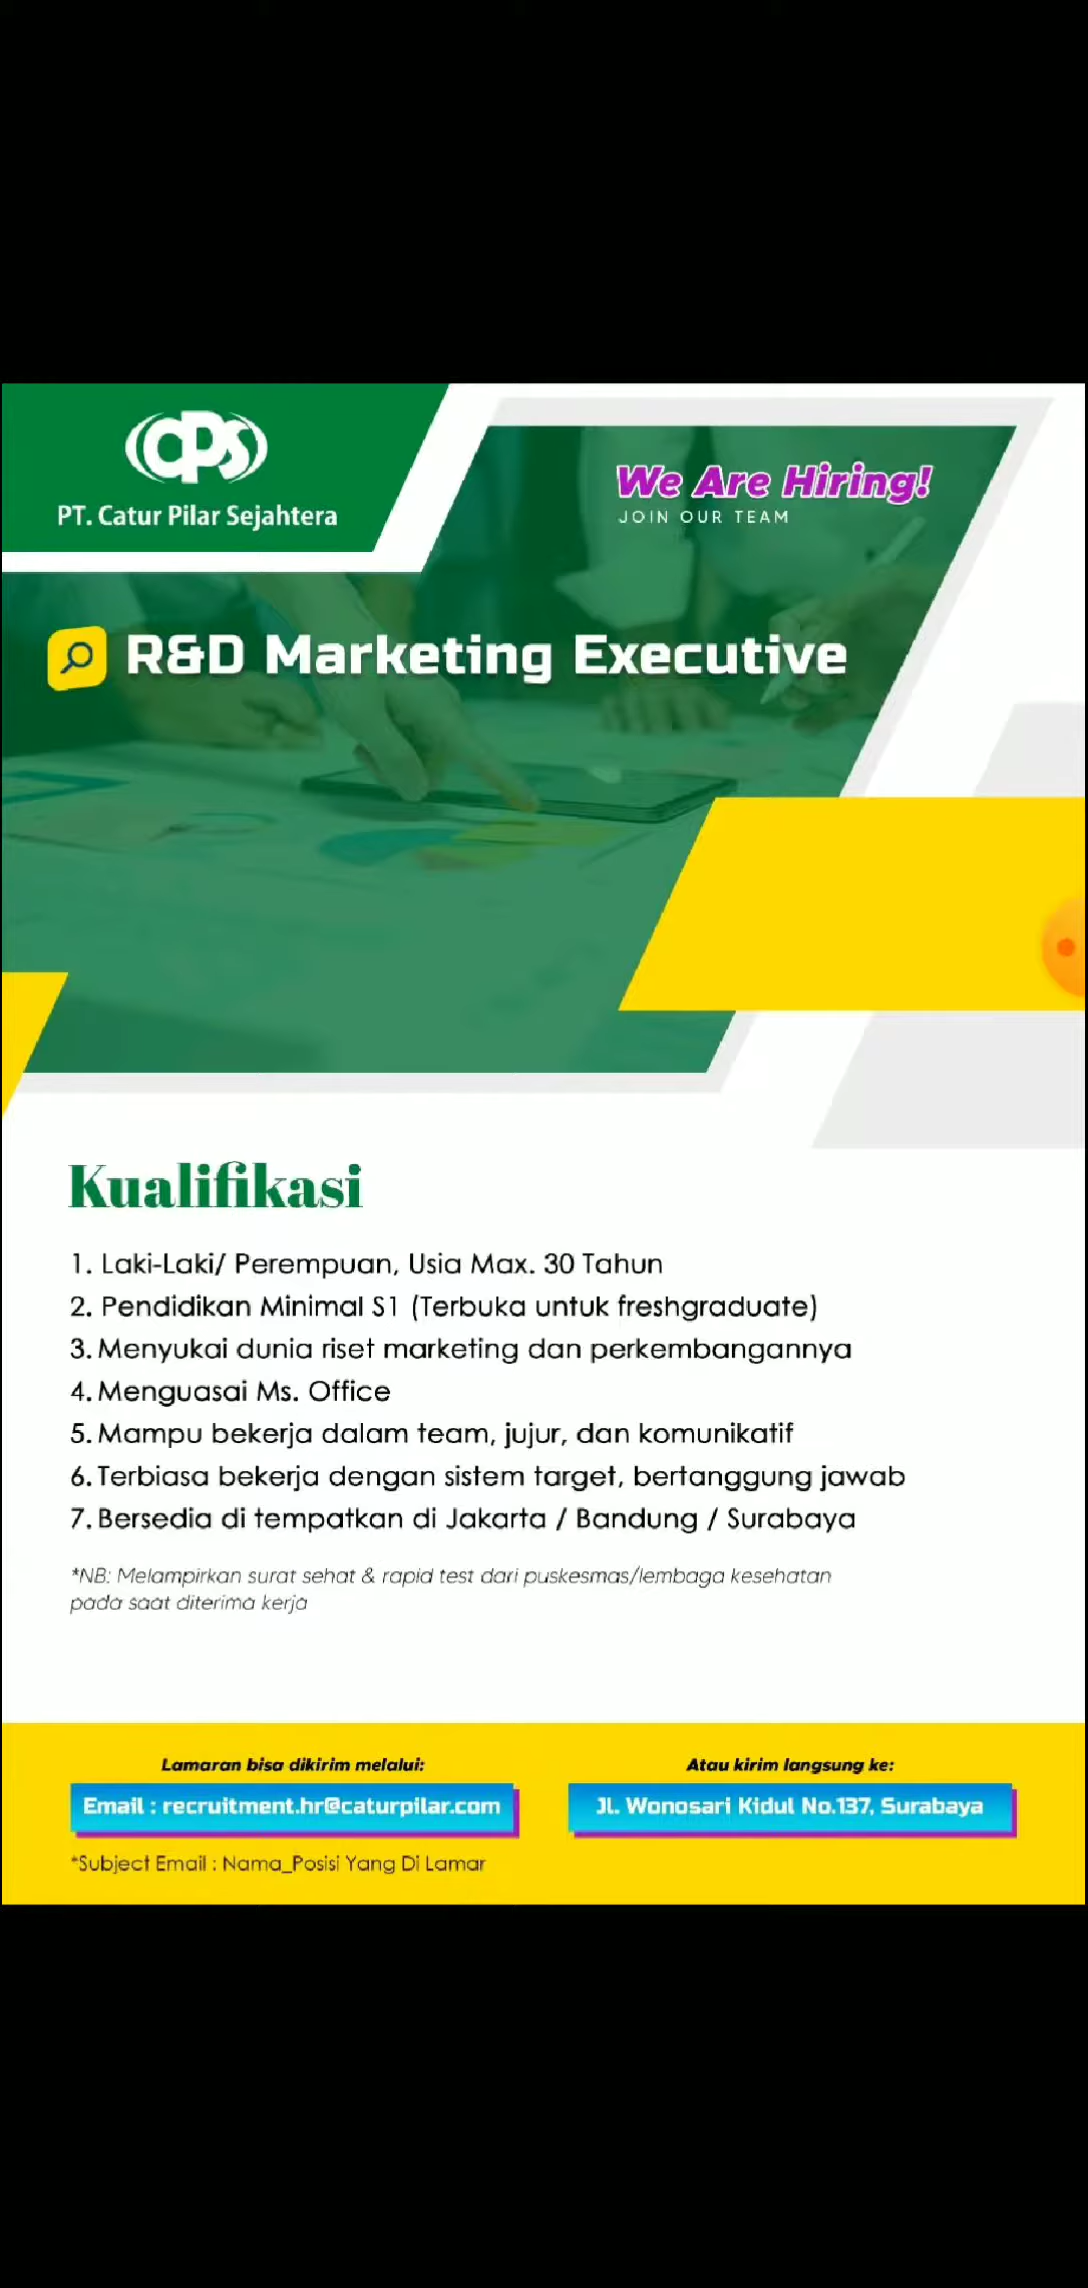 CPS
PT. Catur Pilar Sejahtera
We Are Hiring!
JOIN OUR TEAM
R&D Marketing Executive
Kualifikasi
1. Laki-Laki/ Perempuan, Usia Max. 30 Tahun
2. Pendidikan Minimal S1 (Terbuka untuk freshgraduate)
3. Menyukai dunia riset marketing dan perkembangannya
4. Menguasai Ms. Office
5. Mampu bekerja dalam team, jujur, dan komunikatif
6. Terbiasa bekerja dengan sistem target, bertanggung jawab
7. Bersedia di tempatkan di Jakarta / Bandung / Surabaya
*NB: Melampirkan surat sehat & rapid test dari puskesmas/lembaga kesehatan
pada saat diterima kerja
Lamaran bisa dikirim melalui:
Email : recruitment.hr@caturpilar.com
*Subject Email : Nama_Posisi Yang Di Lamar
Atau kirim langsung ke:
Jl. Wonosari Kidul No.137, Surabaya